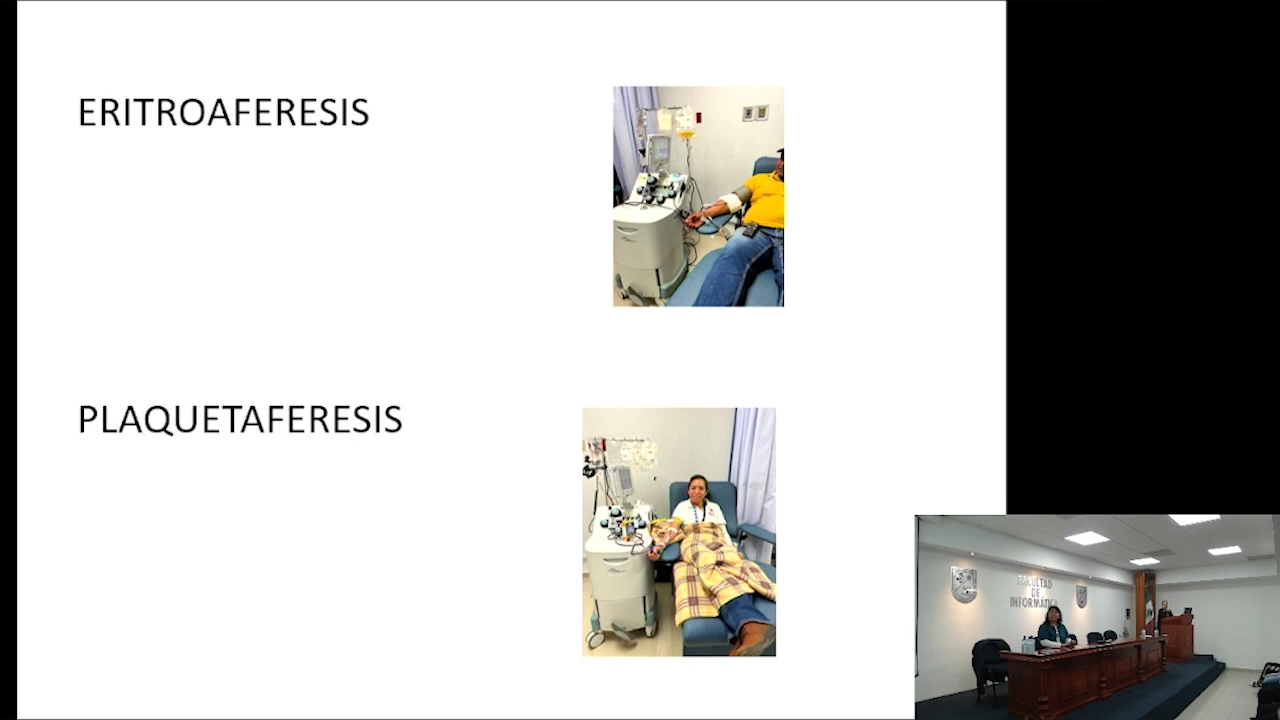 ERITROAFERESIS
PLAQUETAFERESIS
FACULTAD
DE
INFORMÁTICA